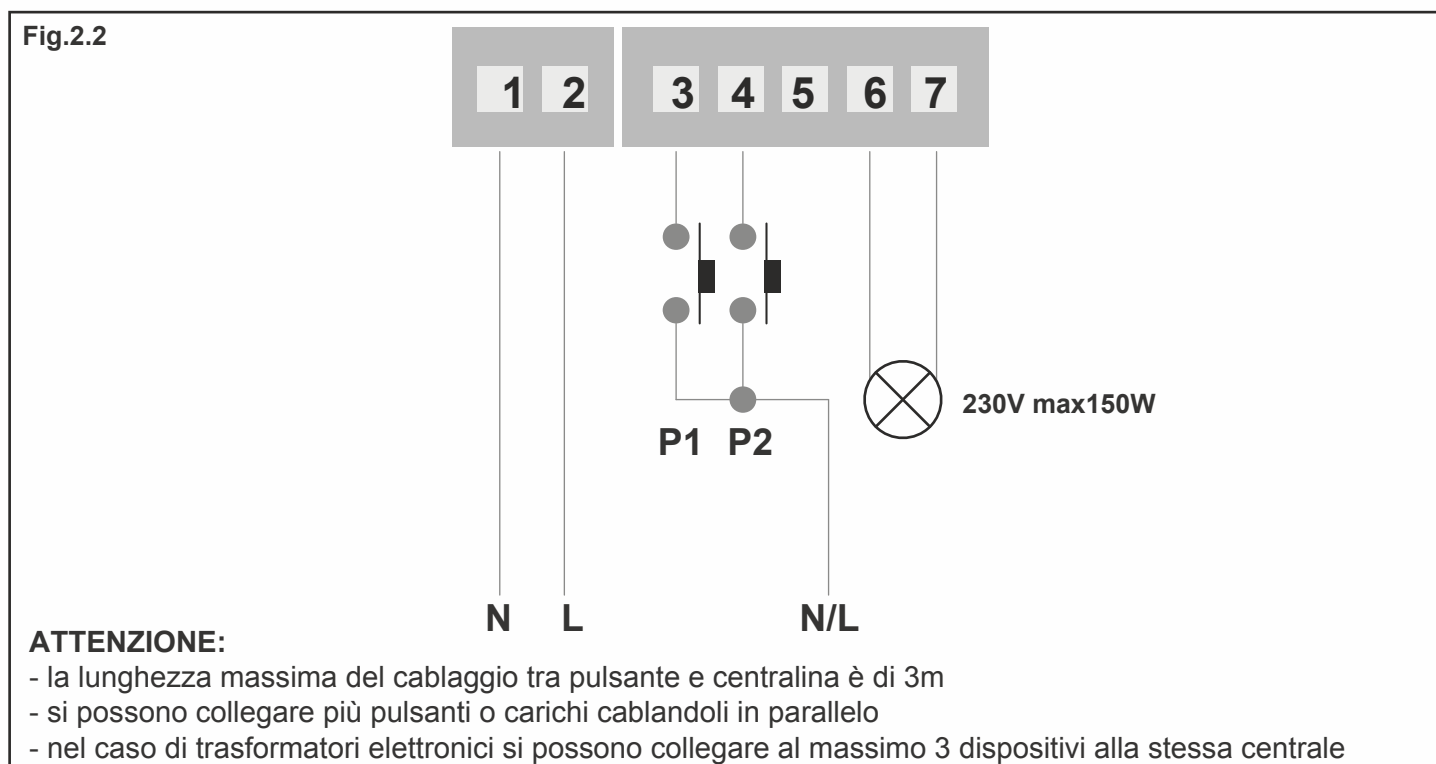 Fig.2.2
1 2 3 4 5 6 7
230V max150W
P1 P2
N L N/L
ATTENZIONE:
- la lunghezza massima del cablaggio tra pulsante e centralina è di 3m
- si possono collegare più pulsanti o carichi cablandoli in parallelo
- nel caso di trasformatori elettronici si possono collegare al massimo 3 dispositivi alla stessa centrale